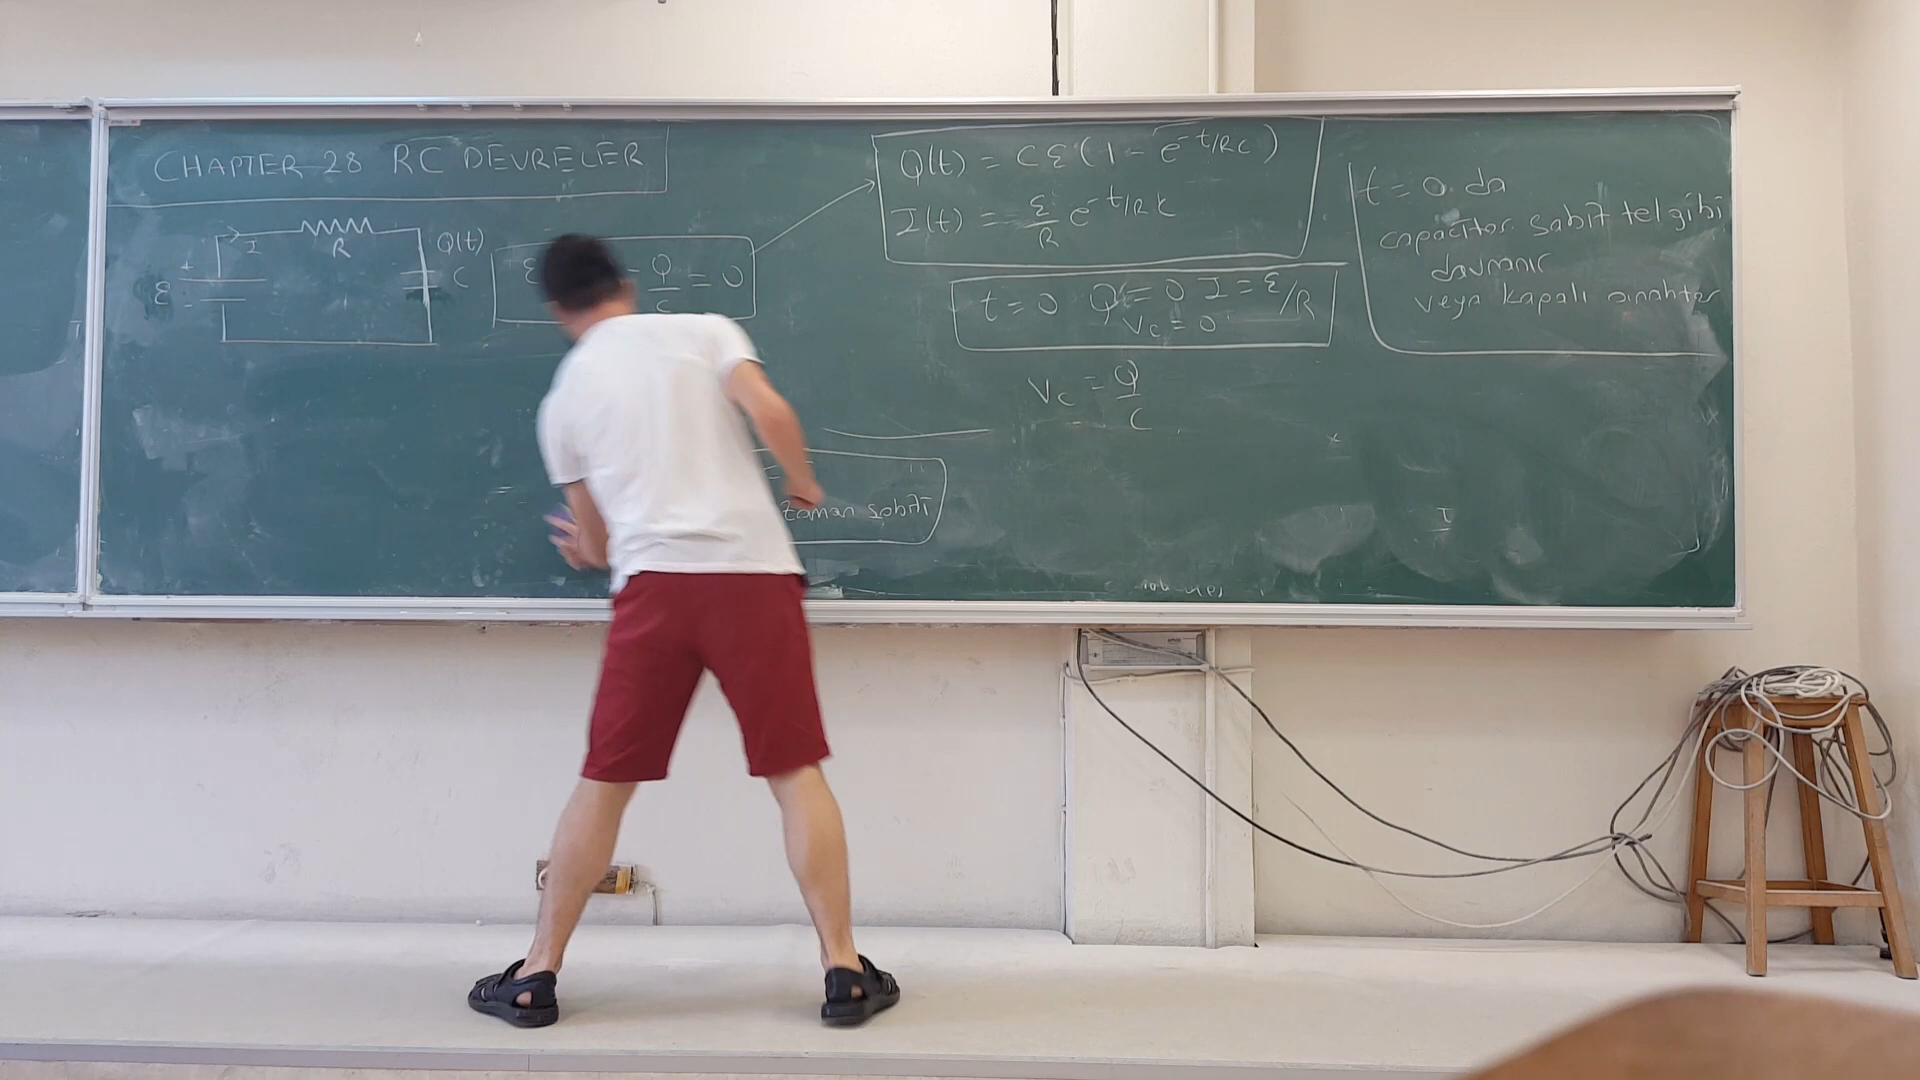 CHAPTER 28 RC DEVRELER
I
R
Q(t)
C
+
ε
-
ε - Q/C = 0
Q(t) = Cε(1 - e^-t/RC)
I(t) = ε/R e^-t/RC
t = 0 Q = 0 I = ε/R
Vc = 0
Vc = Q/C
zaman sabiti
t = 0 da
capacitor sabit tel gibi
davranır
veya kapalı anahtar